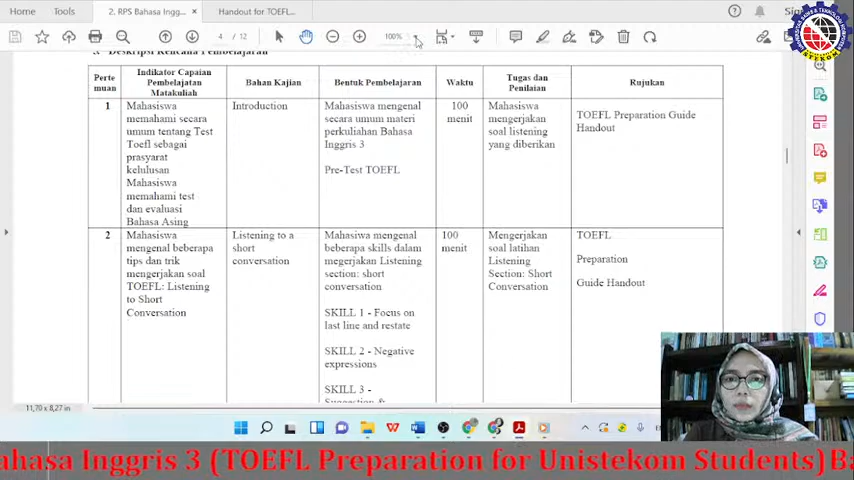 Home
Tools
2. RPS Bahasa Ingg...
Handout for TOEFL...
4 / 12
100%
Pembelajaran
Perte
muan
Indikator Capaian
Pembelajatan
Matakuliah
Bahan Kajian
Bentuk Pembelajaran
Waktu
Tugas dan
Penilaian
Rujukan
1
Mahasiswa
memahami secara
umum tentang Test
Toefl sebagai
prasyarat
kelulusan
Mahasiswa
memahami test
dan evaluasi
Bahasa Asing
Introduction
Mahasiswa mengenal
secara umum materi
perkuliahan Bahasa
Inggris 3
Pre-Test TOEFL
100
menit
Mahasiswa
mengerjakan
soal listening
yang diberikan
TOEFL Preparation Guide
Handout
2
Mahasiswa
mengenal beberapa
tips dan trik
mengerjakan soal
TOEFL: Listening
to Short
Conversation
Listening to a
short
conversation
Mahasiwa mengenal
beberapa skills dalam
megerjakan Listening
section: short
conversation
SKILL 1 - Focus on
last line and restate
SKILL 2 - Negative
expressions
SKILL 3 -
100
menit
Mengerjakan
soal latihan
Listening
Section: Short
Conversation
TOEFL
Preparation
Guide Handout
11,70 x 8,27 in
STEKOM
ahasa Inggris 3 (TOEFL Preparation for Unistekom Students)Ba